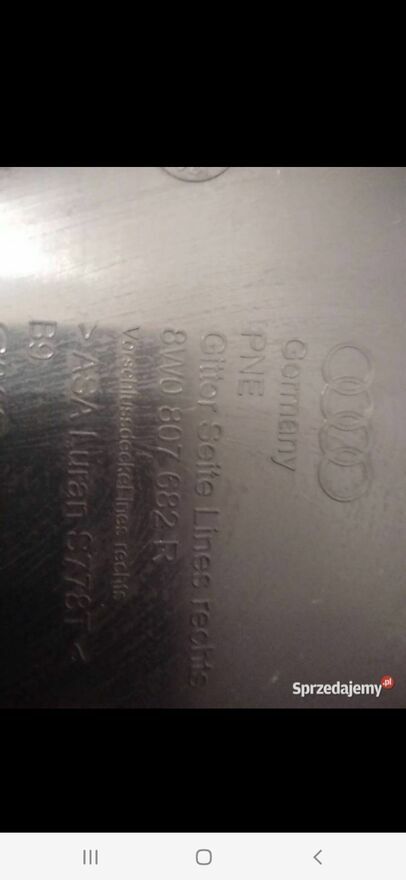 Germany
PNE
Gitter Seite Lines rechts
8W0 807 682 R
Verschlussdeckel Lines rechts
>ASA Luran S778T<
B9
Sprzedajemy.pl